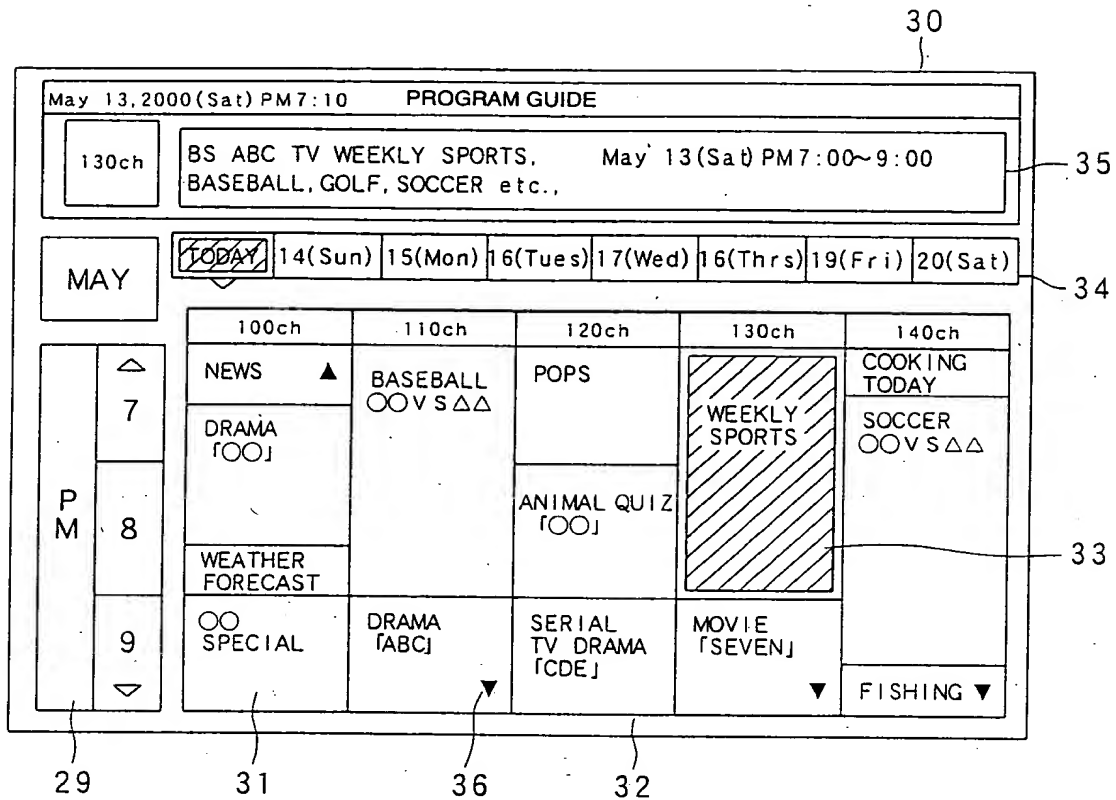 30
May 13,2000(Sat)PM7:10 PROGRAM GUIDE
130ch
BS ABC TV WEEKLY SPORTS, May 13(Sat)PM7:00~9:00
BASEBALL,GOLF,SOCCER etc.,
35
MAY
TODAY 14(Sun) 15(Mon) 16(Tues) 17(Wed) 16(Thrs) 19(Fri) 20(Sat)
34
100ch 110ch 120ch 130ch 140ch
PM
7
8
9
NEWS ▲
DRAMA
「○○」
WEATHER
FORECAST
○○
SPECIAL
BASEBALL
○○VS△△
DRAMA
「ABC」
▼
POPS
ANIMAL QUIZ
「○○」
SERIAL
TV DRAMA
「CDE」
WEEKLY
SPORTS
MOVIE
「SEVEN」
▼
COOKING
TODAY
SOCCER
○○VS△△
FISHING ▼
33
29 31 36 32